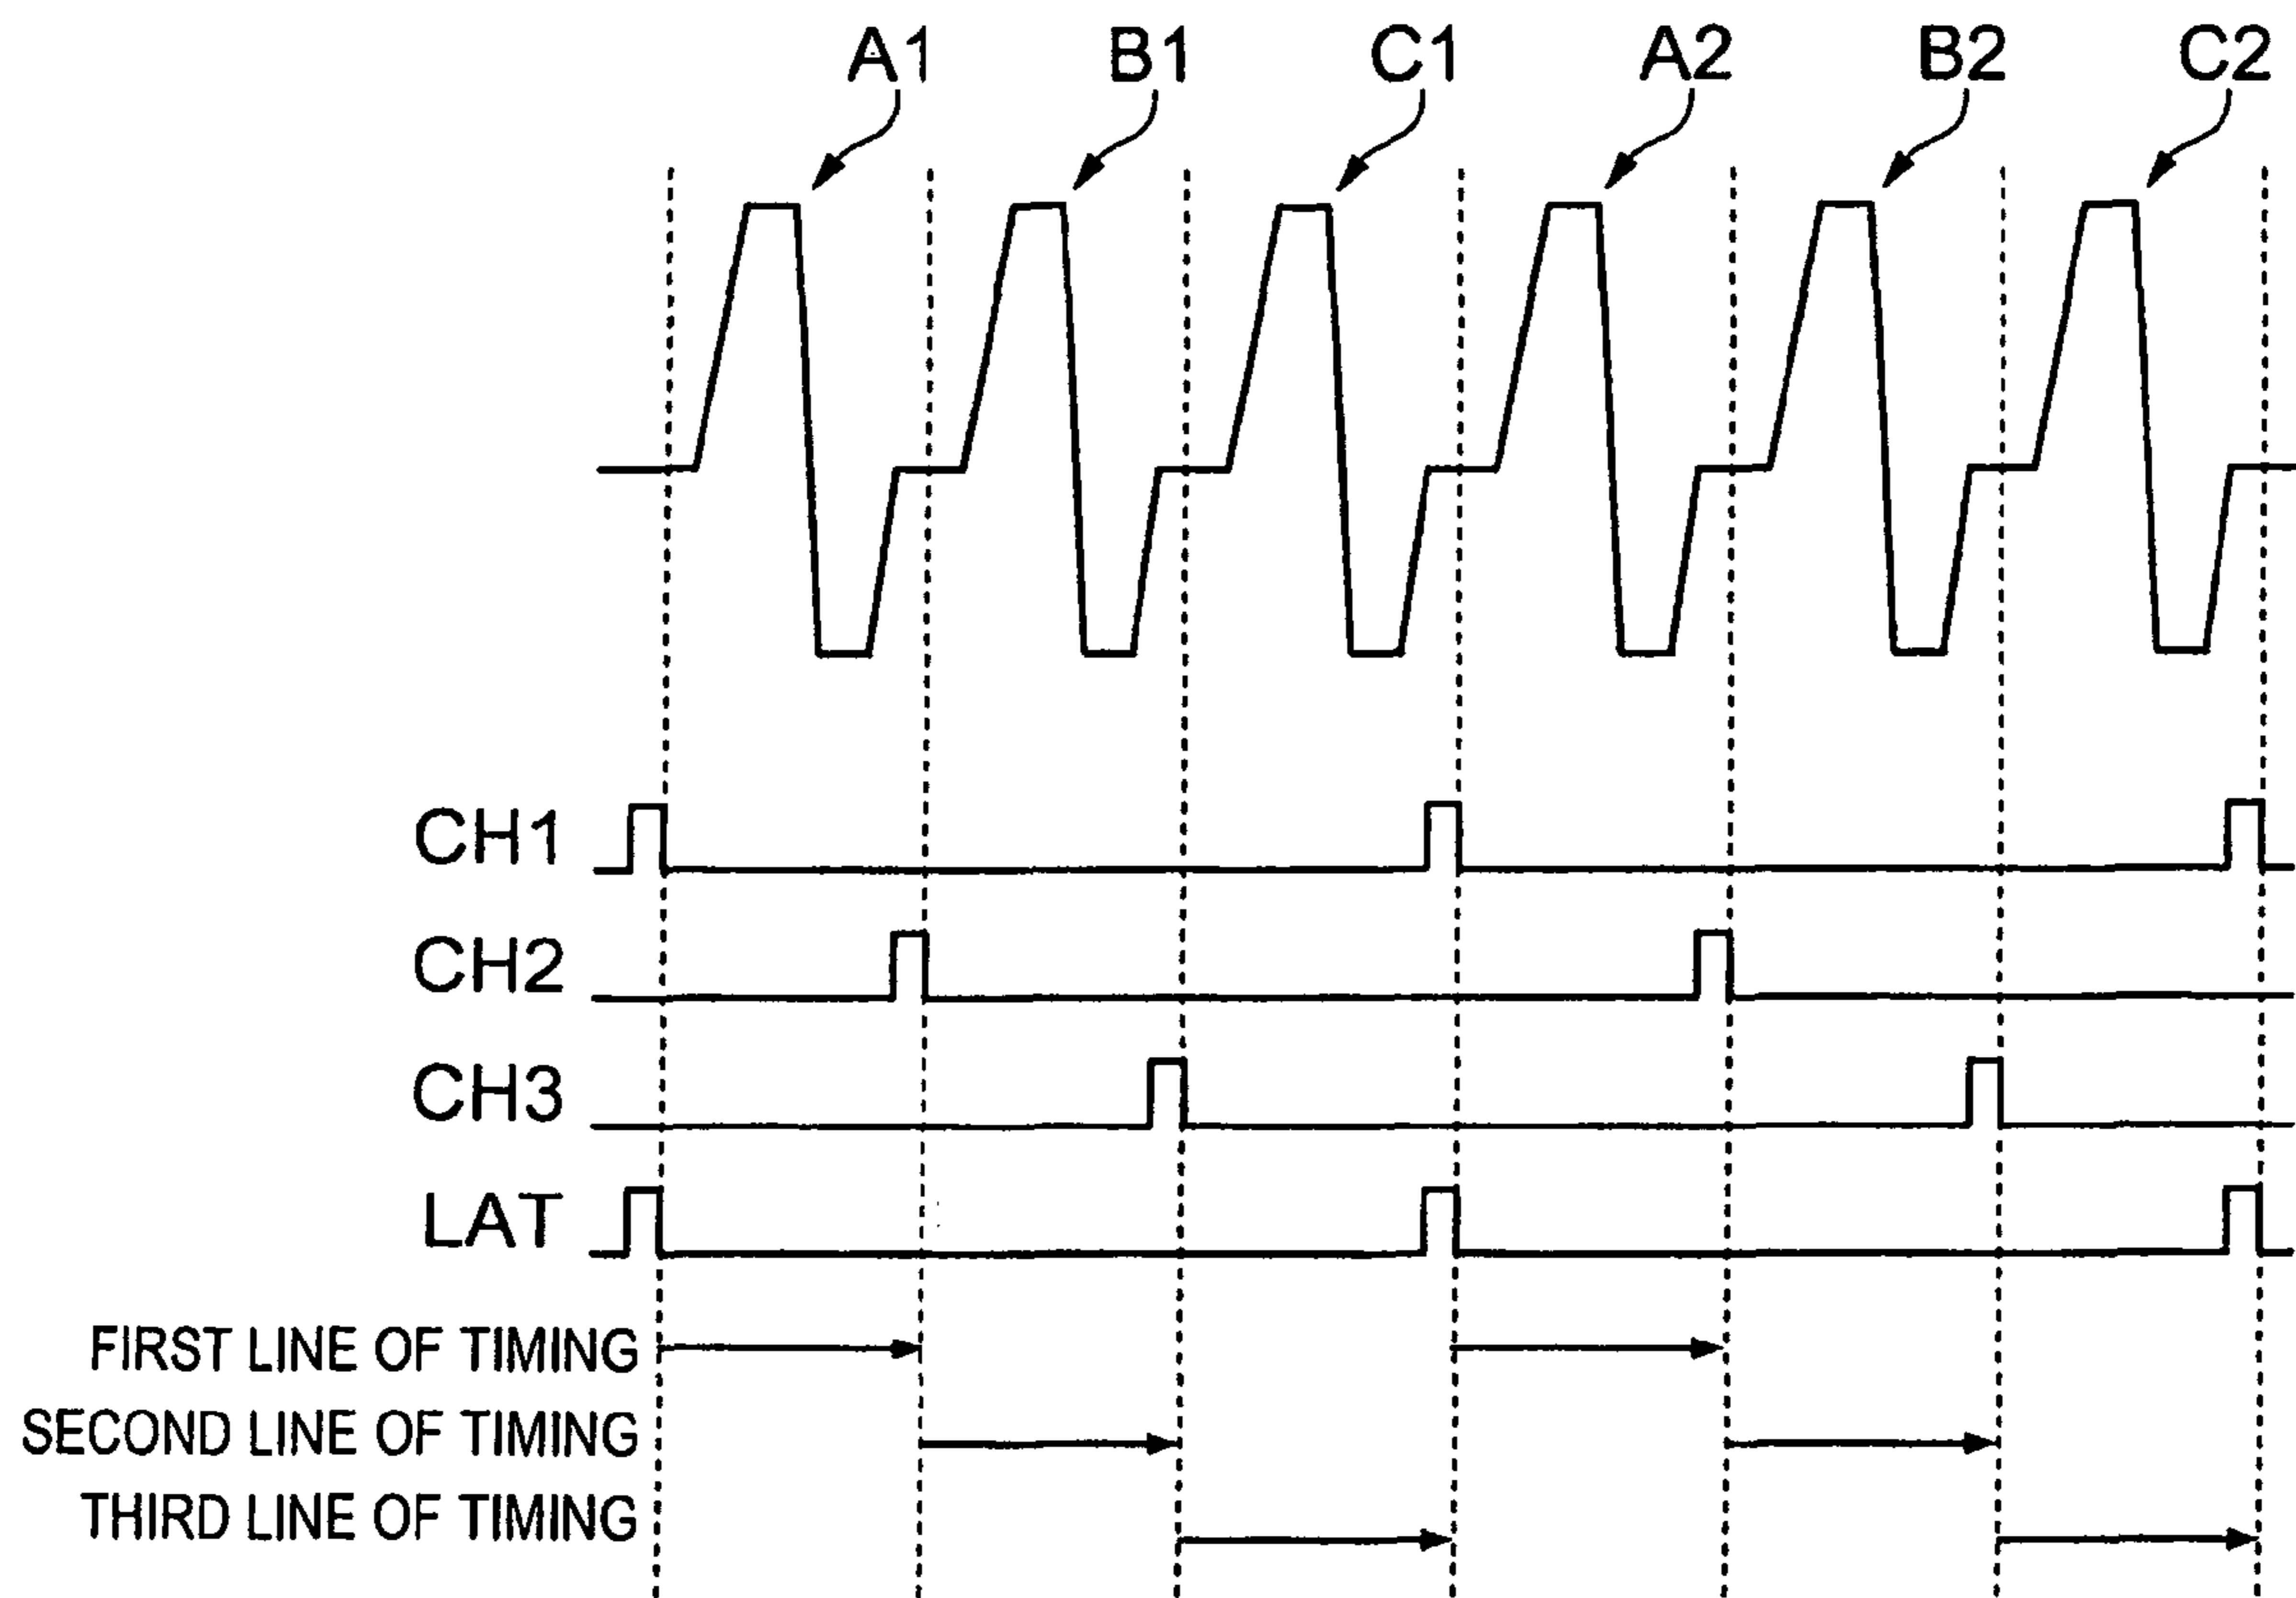 A1 B1 C1 A2 B2 C2
CH1
CH2
CH3
LAT
FIRST LINE OF TIMING
SECOND LINE OF TIMING
THIRD LINE OF TIMING